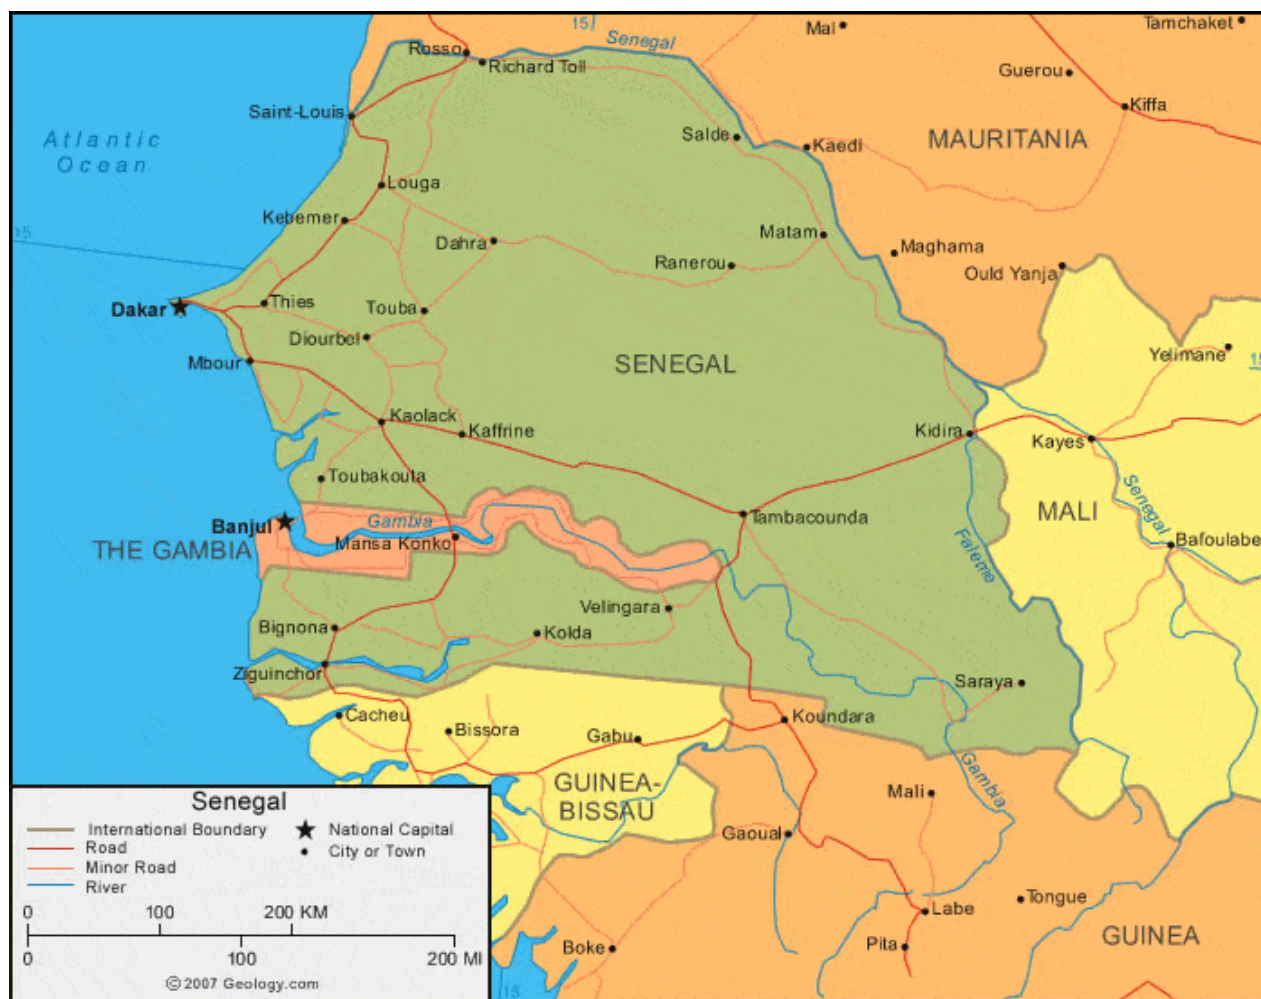 15
Senegal
Mal
Tamchaket
Rosso
Richard Toll
Guerou
Saint-Louis
Kiffa
Atlantic
Ocean
Salde
Kaedi
MAURITANIA
Louga
Kebemer
15
Dahra
Matam
Maghama
Ranerou
Ould Yanja
Dakar
Thies
Touba
Diourbel
Mbour
SENEGAL
Yelimane
15
Kaolack
Kaffrine
Kidira
Kayes
Toubakouta
Senegal
MALI
Banjul
Gambia
Tambacounda
THE GAMBIA
Mansa Konko
Faleme
Bafoulabe
Velingara
Bignona
Kolda
Ziguinchor
Saraya
Cacheu
Bissora
Gabu
Koundara
GUINEA-
BISSAU
Gambia
Mali
Gaoual
Labe
Tongue
Boke
Pita
GUINEA
15
Senegal
International Boundary
National Capital
Road
City or Town
Minor Road
River
0 100 200 KM
0 100 200 MI
© 2007 Geology.com